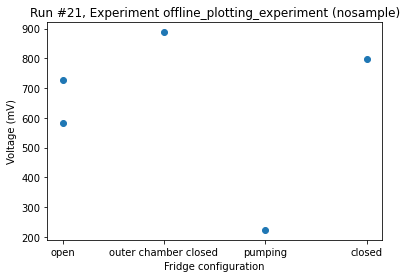 Run #21, Experiment offline_plotting_experiment (nosample)
900
800
700
600
500
400
300
200
Voltage (mV)
open outer chamber closed pumping closed
Fridge configuration